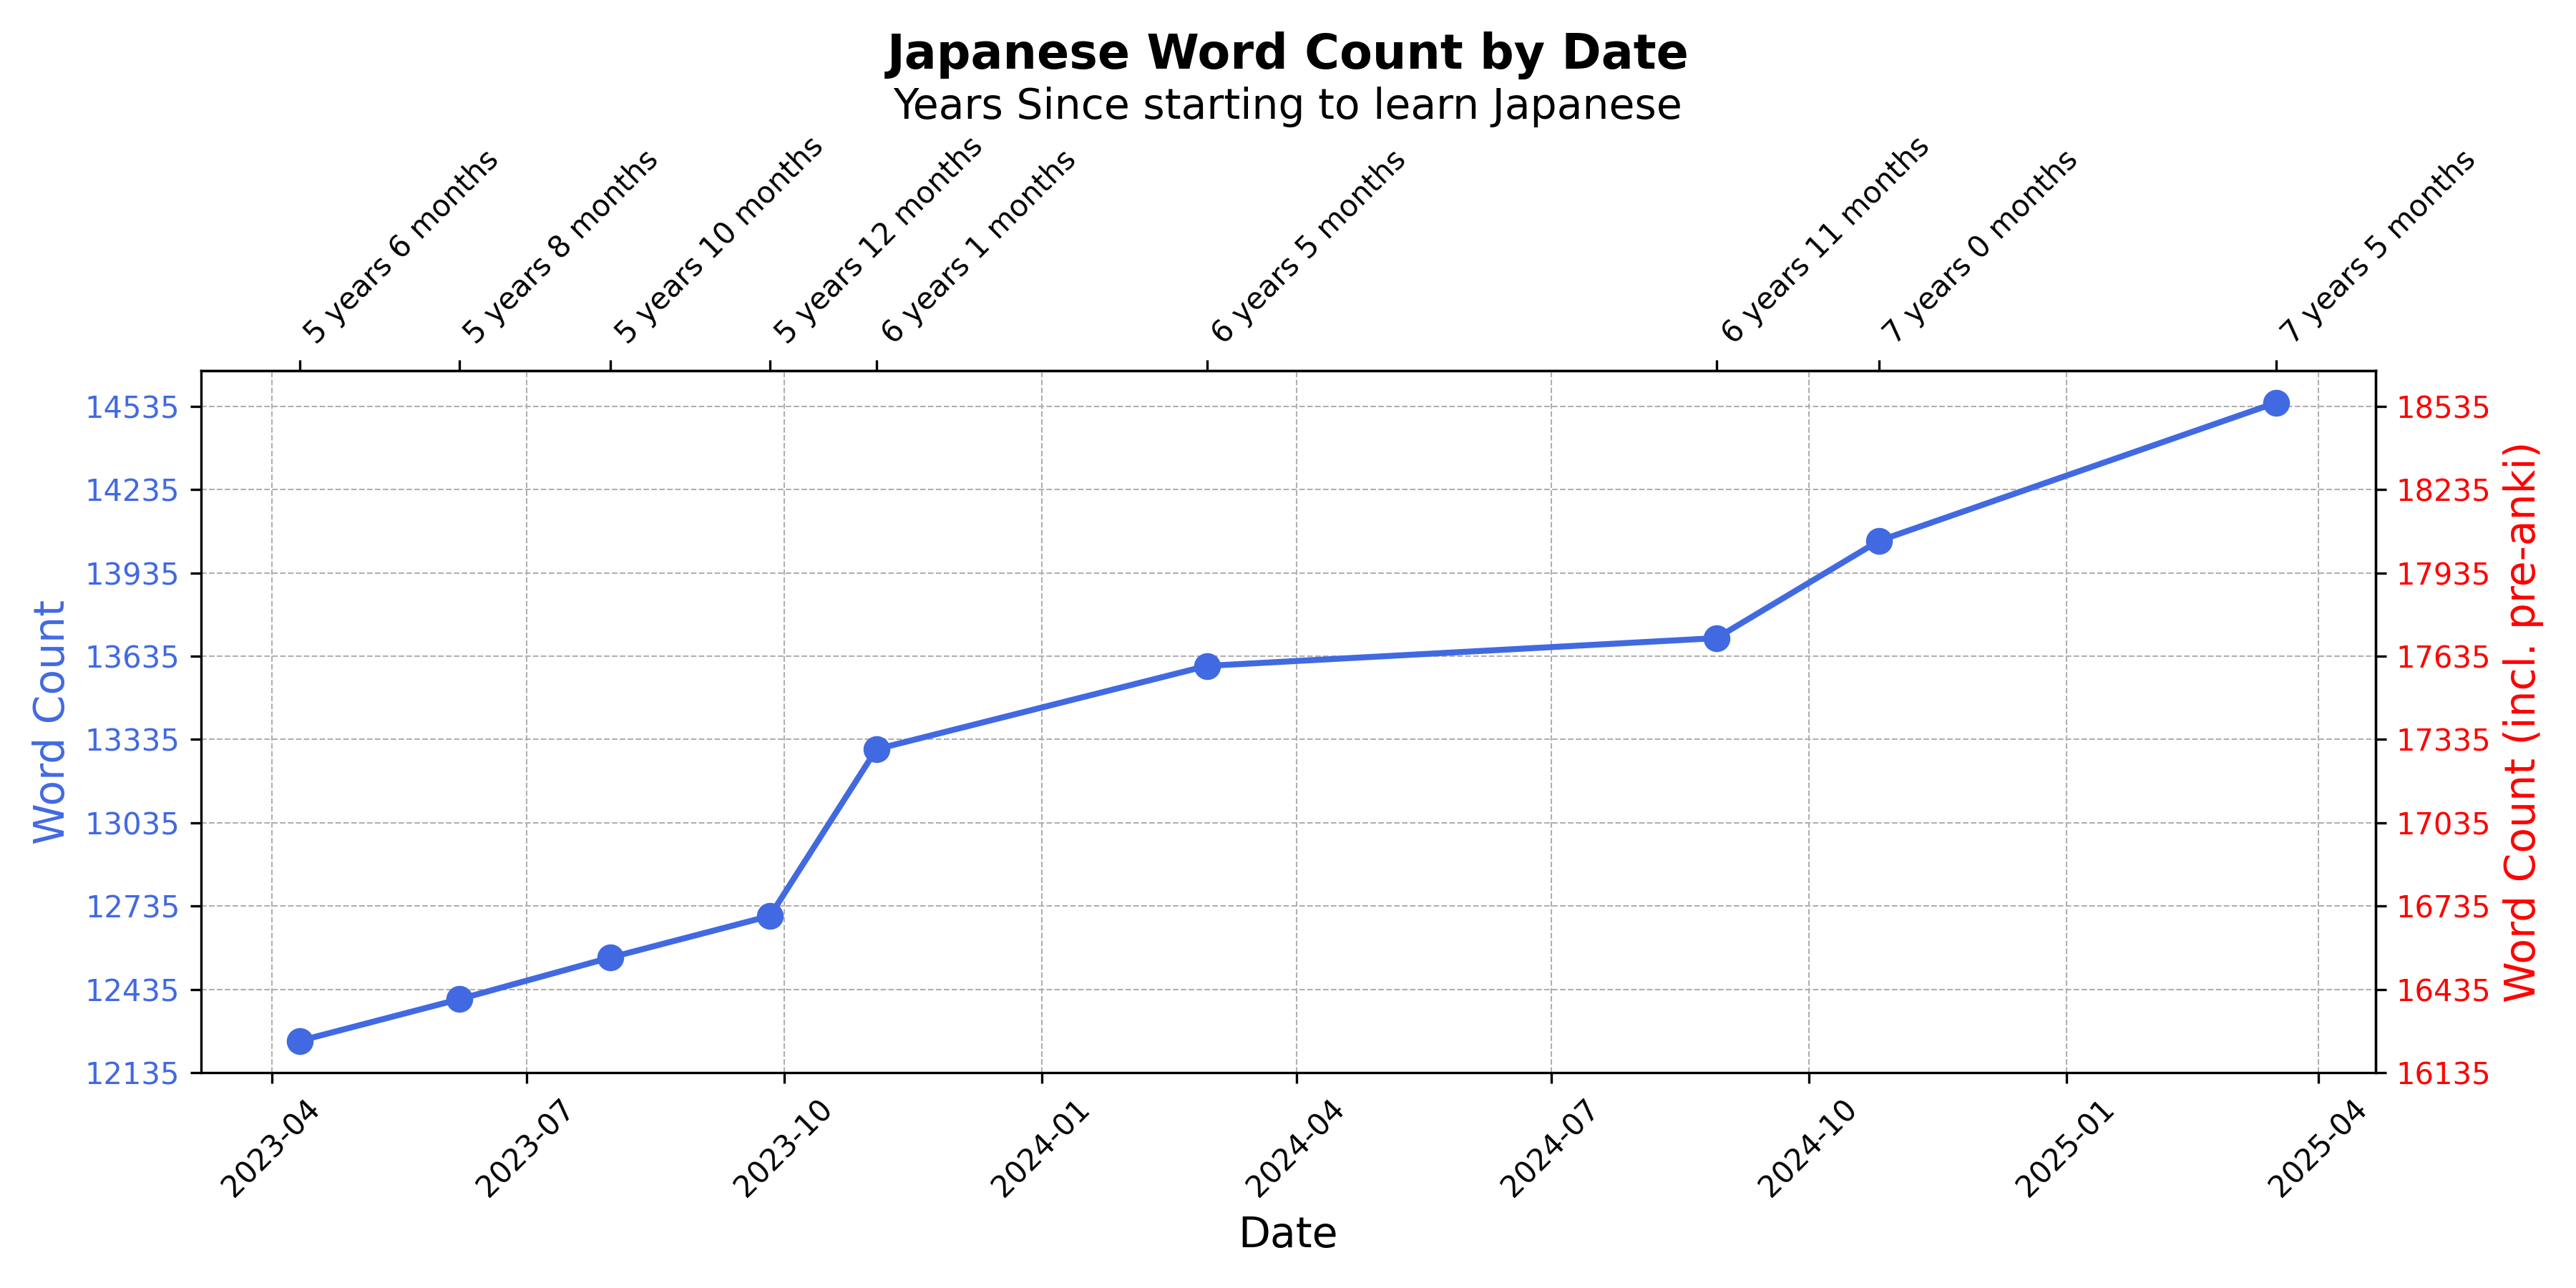 Japanese Word Count by Date
Years Since starting to learn Japanese
5 years 6 months
5 years 8 months
5 years 10 months
5 years 12 months
6 years 1 months
6 years 5 months
6 years 11 months
7 years 0 months
7 years 5 months
Word Count
14535
14235
13935
13635
13335
13035
12735
12435
12135
18535
18235
17935
17635
17335
17035
16735
16435
16135
Word Count (incl. pre-anki)
2023-04
2023-07
2023-10
2024-01
2024-04
2024-07
2024-10
2025-01
2025-04
Date